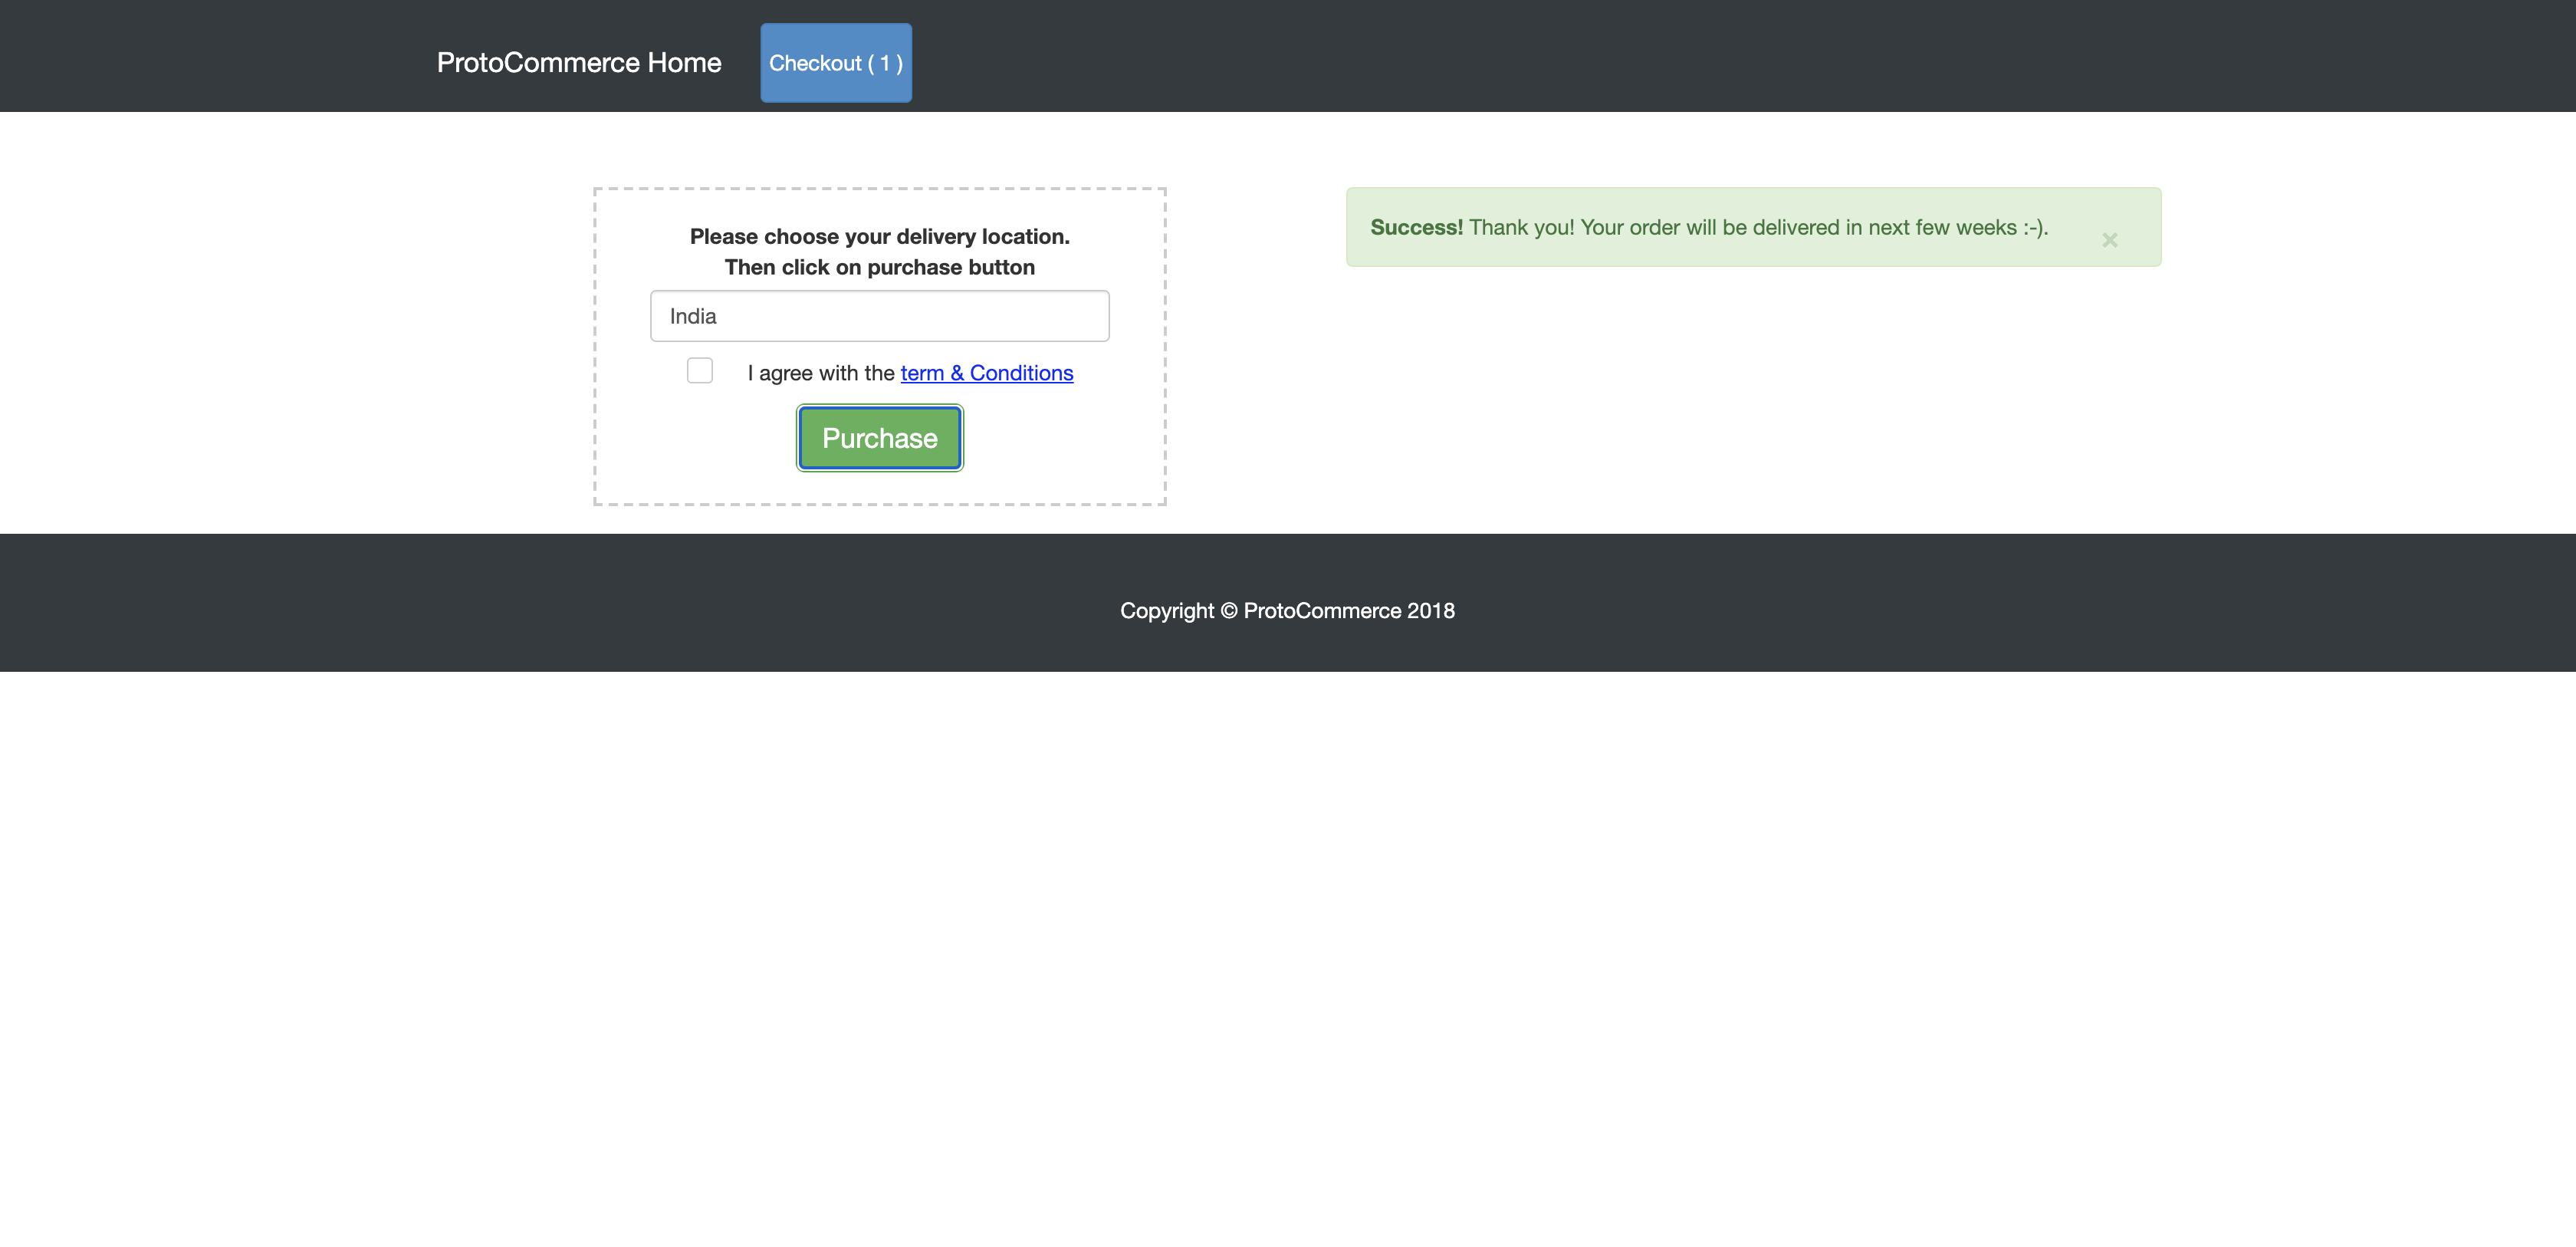 ProtoCommerce Home
Checkout ( 1 )
Please choose your delivery location.
Then click on purchase button
India
I agree with the term & Conditions
Purchase
Success! Thank you! Your order will be delivered in next few weeks :-).
×
Copyright © ProtoCommerce 2018